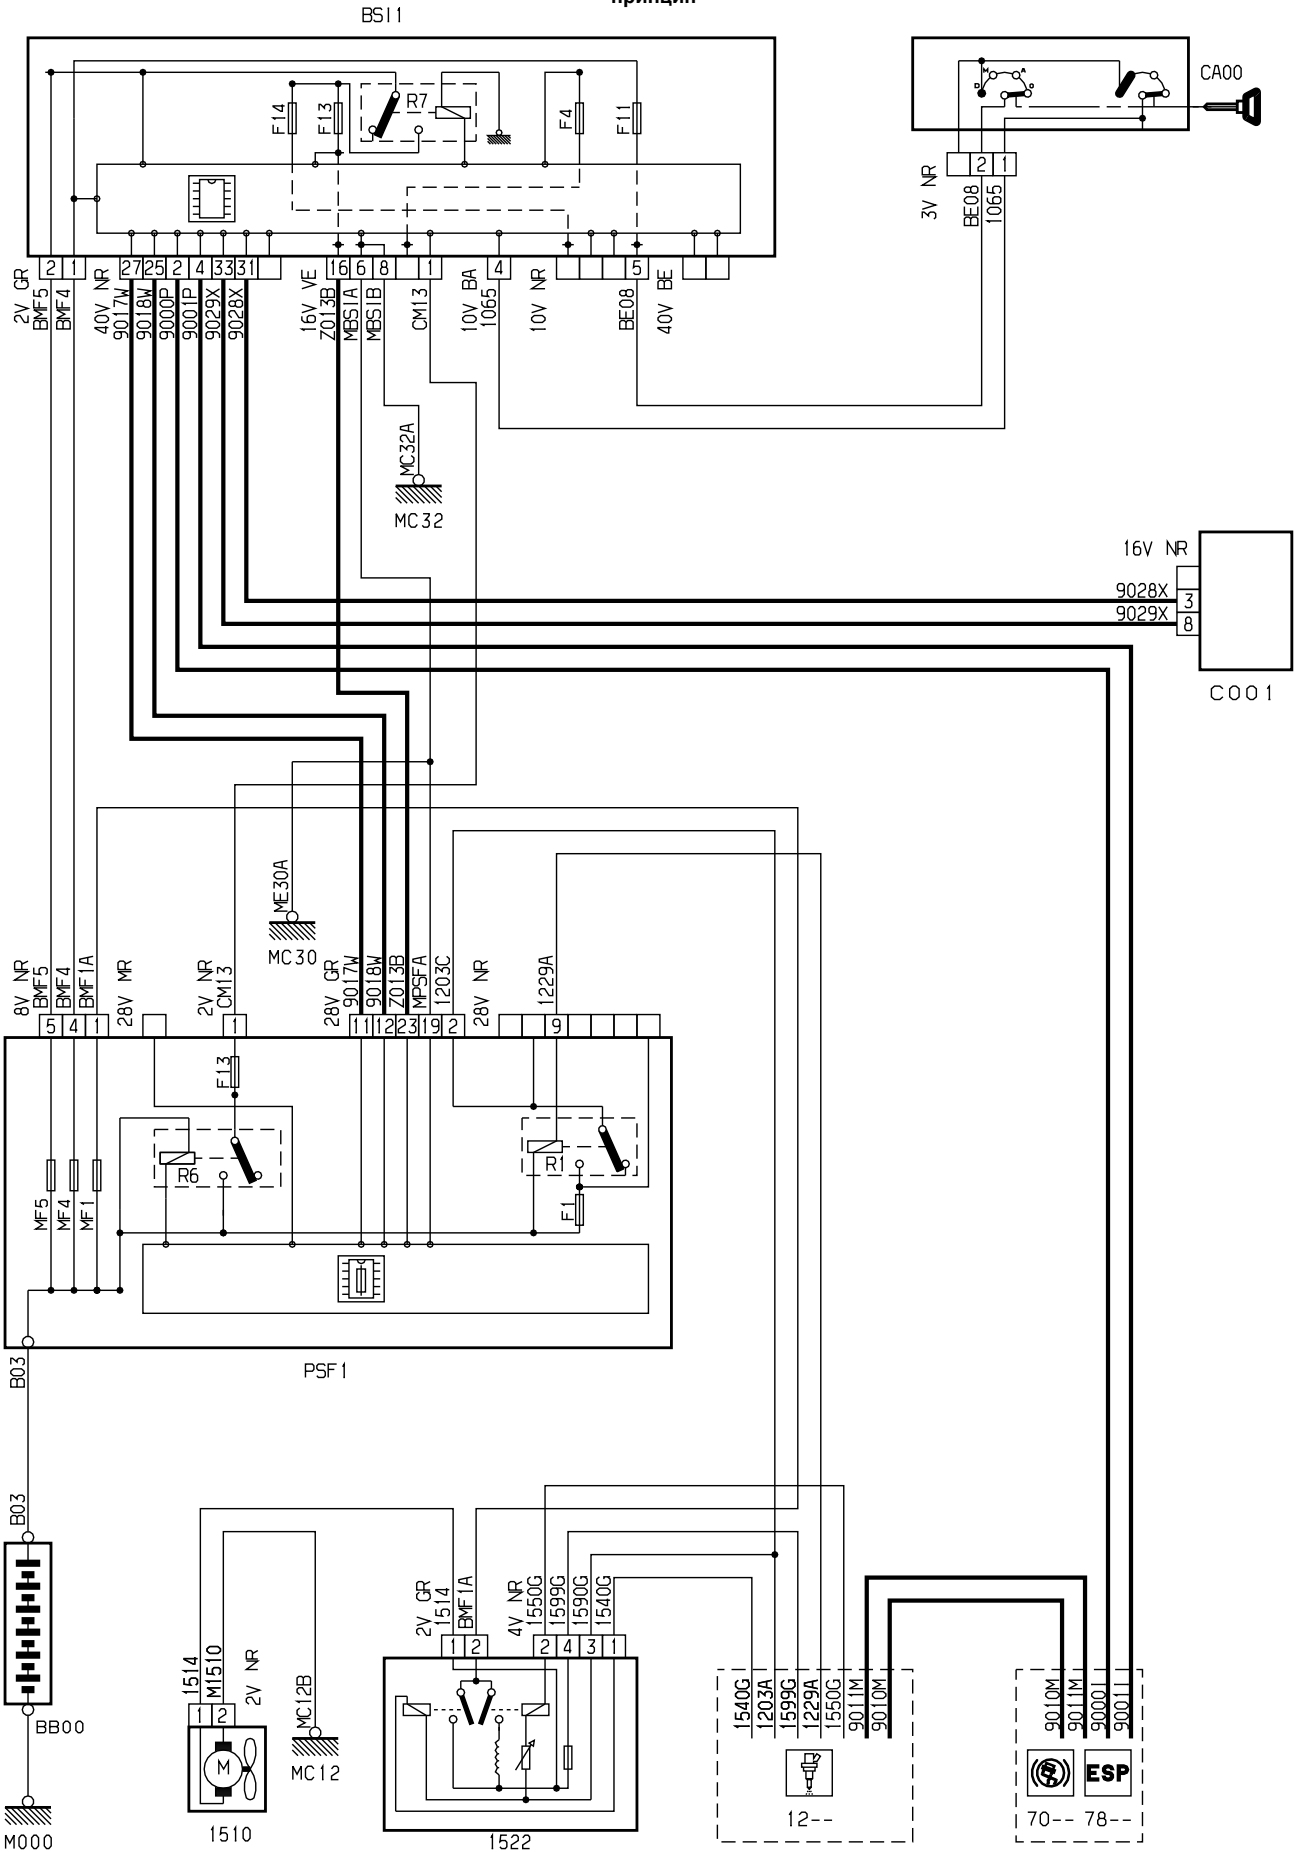 принцип
BSI1
CA00
M
A
D
O
F14
F13
R7
F4
F11
3V NR
2
1
BE08
1065
2V GR
2
1
BMF5
BMF4
40V NR
27
25
2
4
33
31
9017W
9018W
9000P
9001P
9029X
9028X
16V VE
16
6
8
1
Z013B
MBSIA
MBSIB
CM13
10V BA
4
1065
10V NR
5
BE08
40V BE
MC32A
MC32
16V NR
9028X
3
9029X
8
C001
ME30A
MC30
8V NR
BMF5
BMF4
BMF1A
28V MR
2V NR
CM13
28V GR
9017W
9018W
Z013B
MPSFA
1203C
28V NR
1229A
5
4
1
1
11
12
23
19
2
9
F13
R6
R1
F1
MF5
MF4
MF1
PSF1
B03
B03
BB00
M000
1514
M1510
2V NR
1
2
M
1510
MC12B
MC12
2V GR
1514
BMF1A
4V NR
1550G
1599G
1590G
1540G
1
2
2
4
3
1
1522
1540G
1203A
1599G
1229A
1550G
9011M
9010M
12--
9010M
9011M
9000I
9001I
ESP
70--
78--